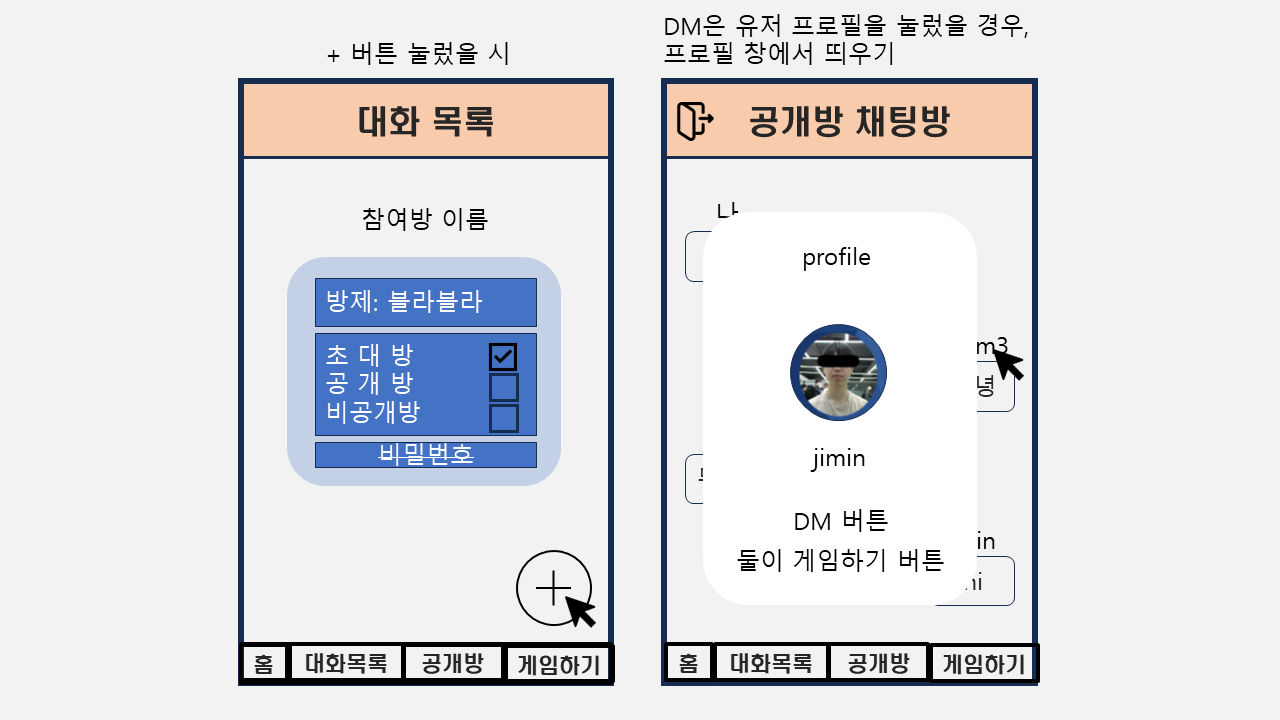 + 버튼 눌렀을 시
대화 목록
참여방 이름
방제: 블라블라
초 대 방
공 개 방
비공개방
비밀번호
홈
대화목록
공개방
게임하기
DM은 유저 프로필을 눌렀을 경우,
프로필 창에서 띄우기
공개방 채팅방
profile
m3
녕
jimin
in
hi
DM 버튼
둘이 게임하기 버튼
홈
대화목록
공개방
게임하기